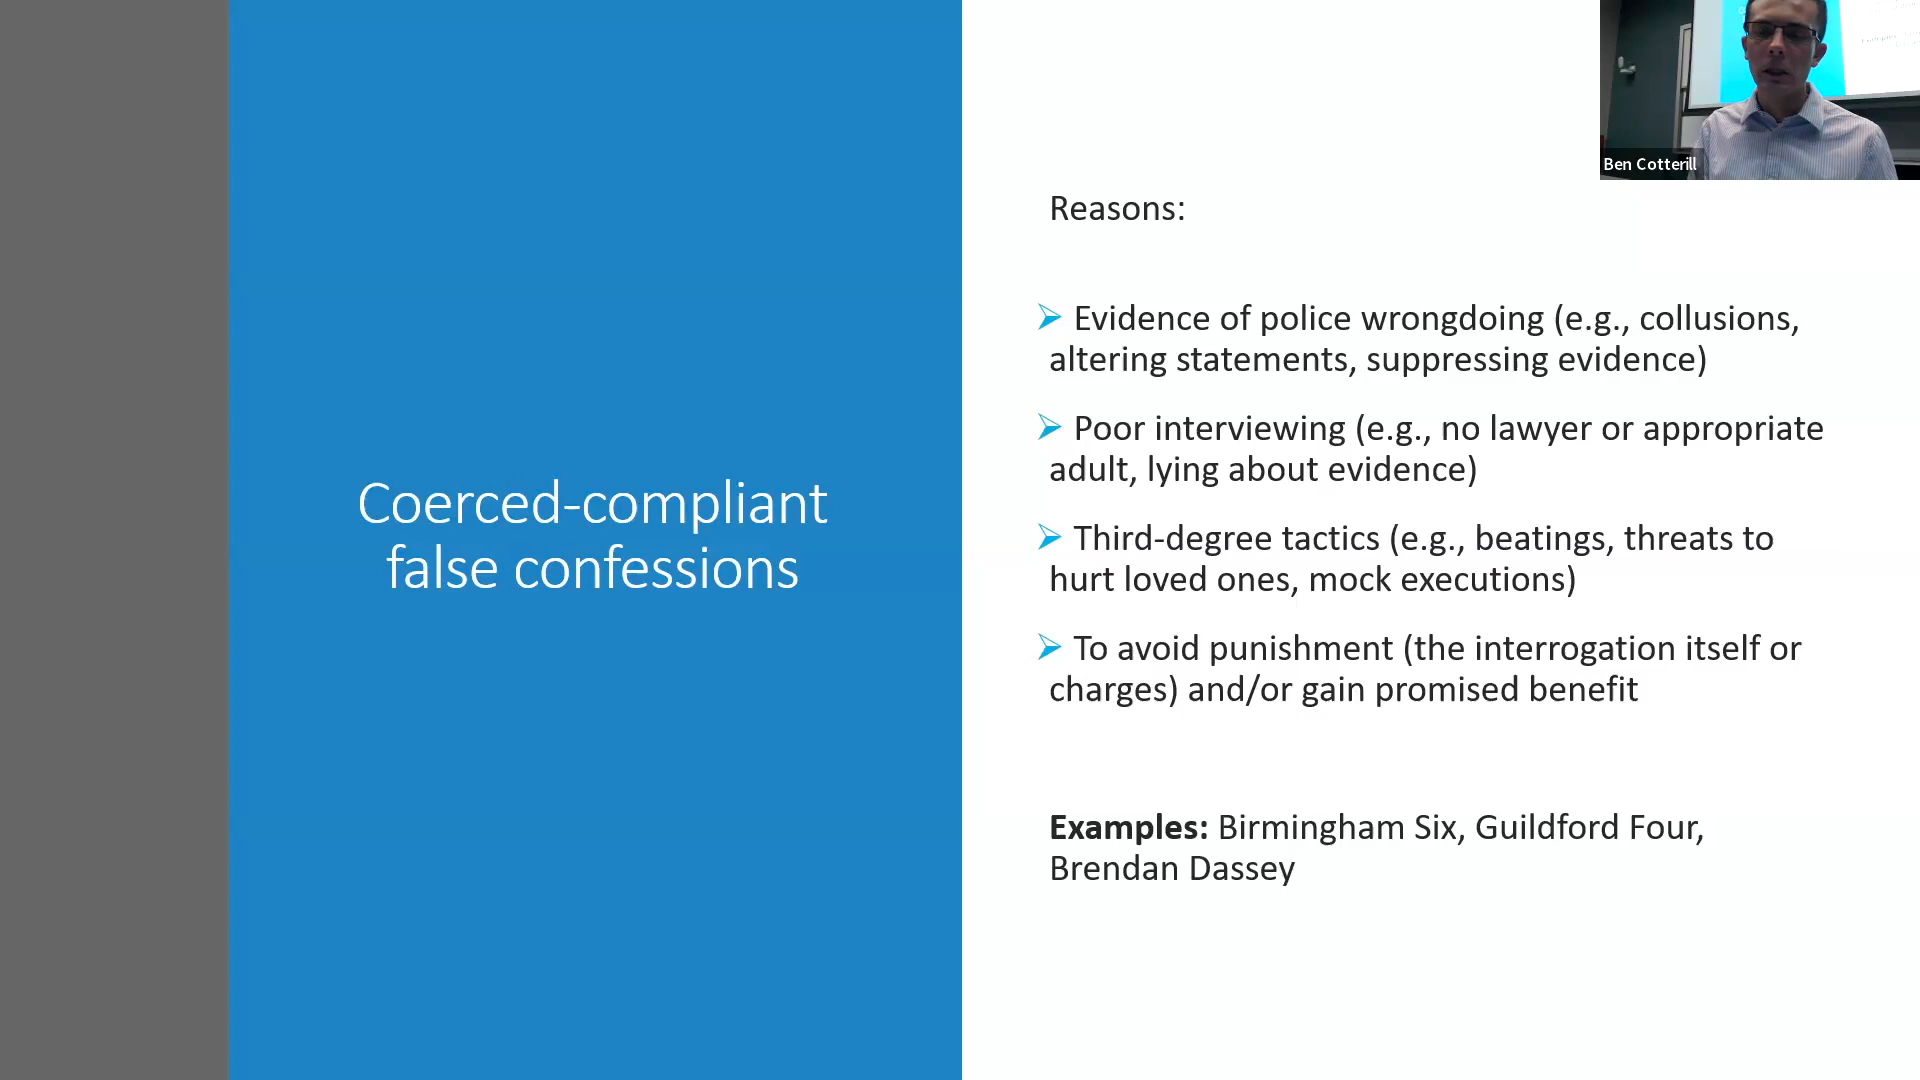 Coerced-compliant
false confessions
Reasons:
➢ Evidence of police wrongdoing (e.g., collusions,
altering statements, suppressing evidence)
➢ Poor interviewing (e.g., no lawyer or appropriate
adult, lying about evidence)
➢ Third-degree tactics (e.g., beatings, threats to
hurt loved ones, mock executions)
➢ To avoid punishment (the interrogation itself or
charges) and/or gain promised benefit
Examples: Birmingham Six, Guildford Four,
Brendan Dassey
Ben Cotterill